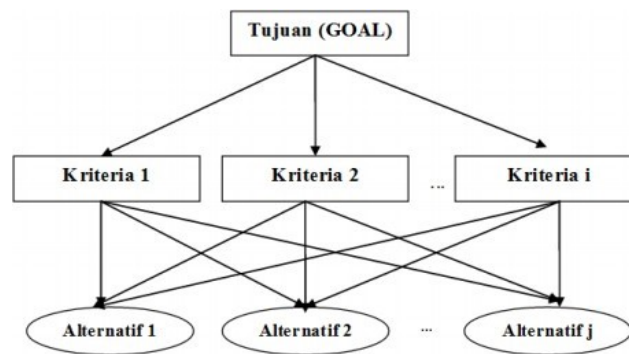 Tujuan (GOAL)
Kriteria 1
Kriteria 2
...
Kriteria i
Alternatif 1
Alternatif 2
...
Alternatif j